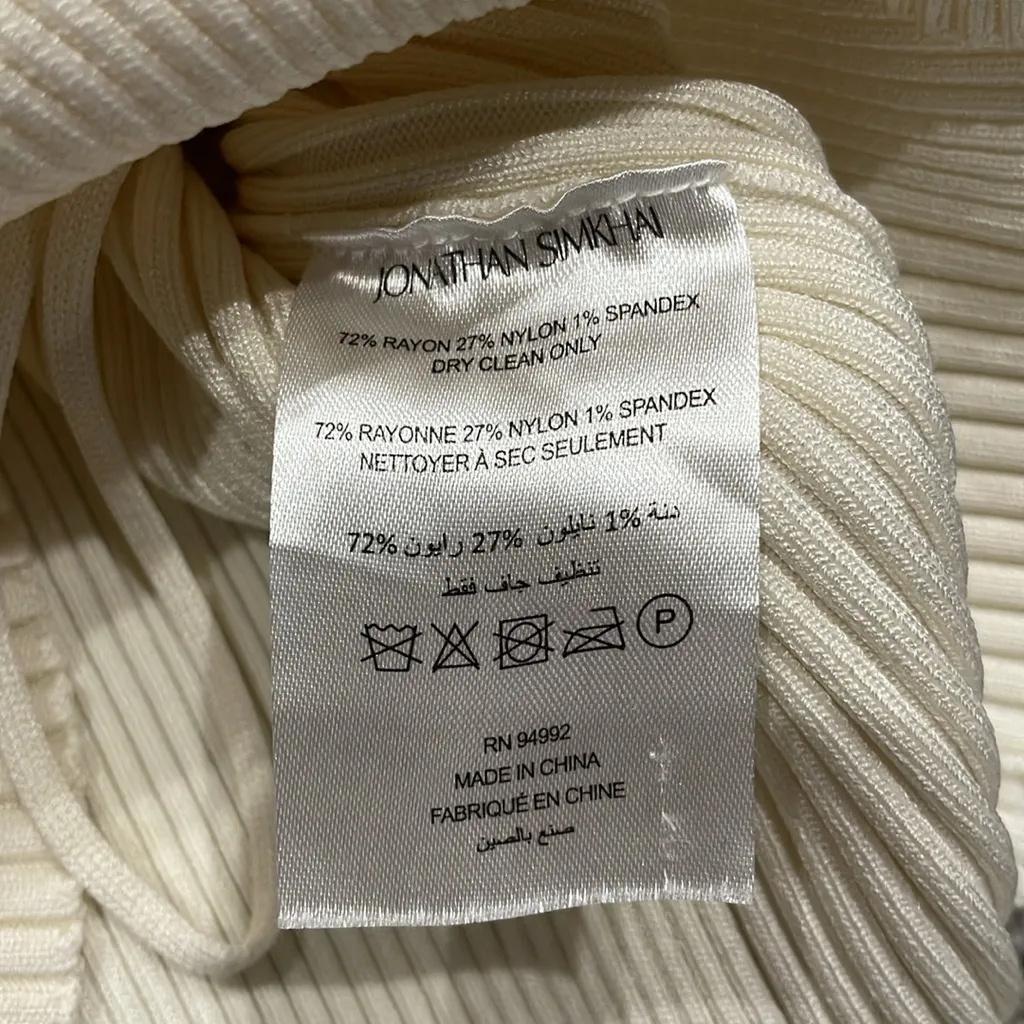 JONATHAN SIMKHAI
72% RAYON 27% NYLON 1% SPANDEX
DRY CLEAN ONLY
72% RAYONNE 27% NYLON 1% SPANDEX
NETTOYER À SEC SEULEMENT
72% رايون 27% نايلون 1% دنة
تنظيف جاف فقط
P
RN 94992
MADE IN CHINA
FABRIQUÉ EN CHINE
صنع بالصين